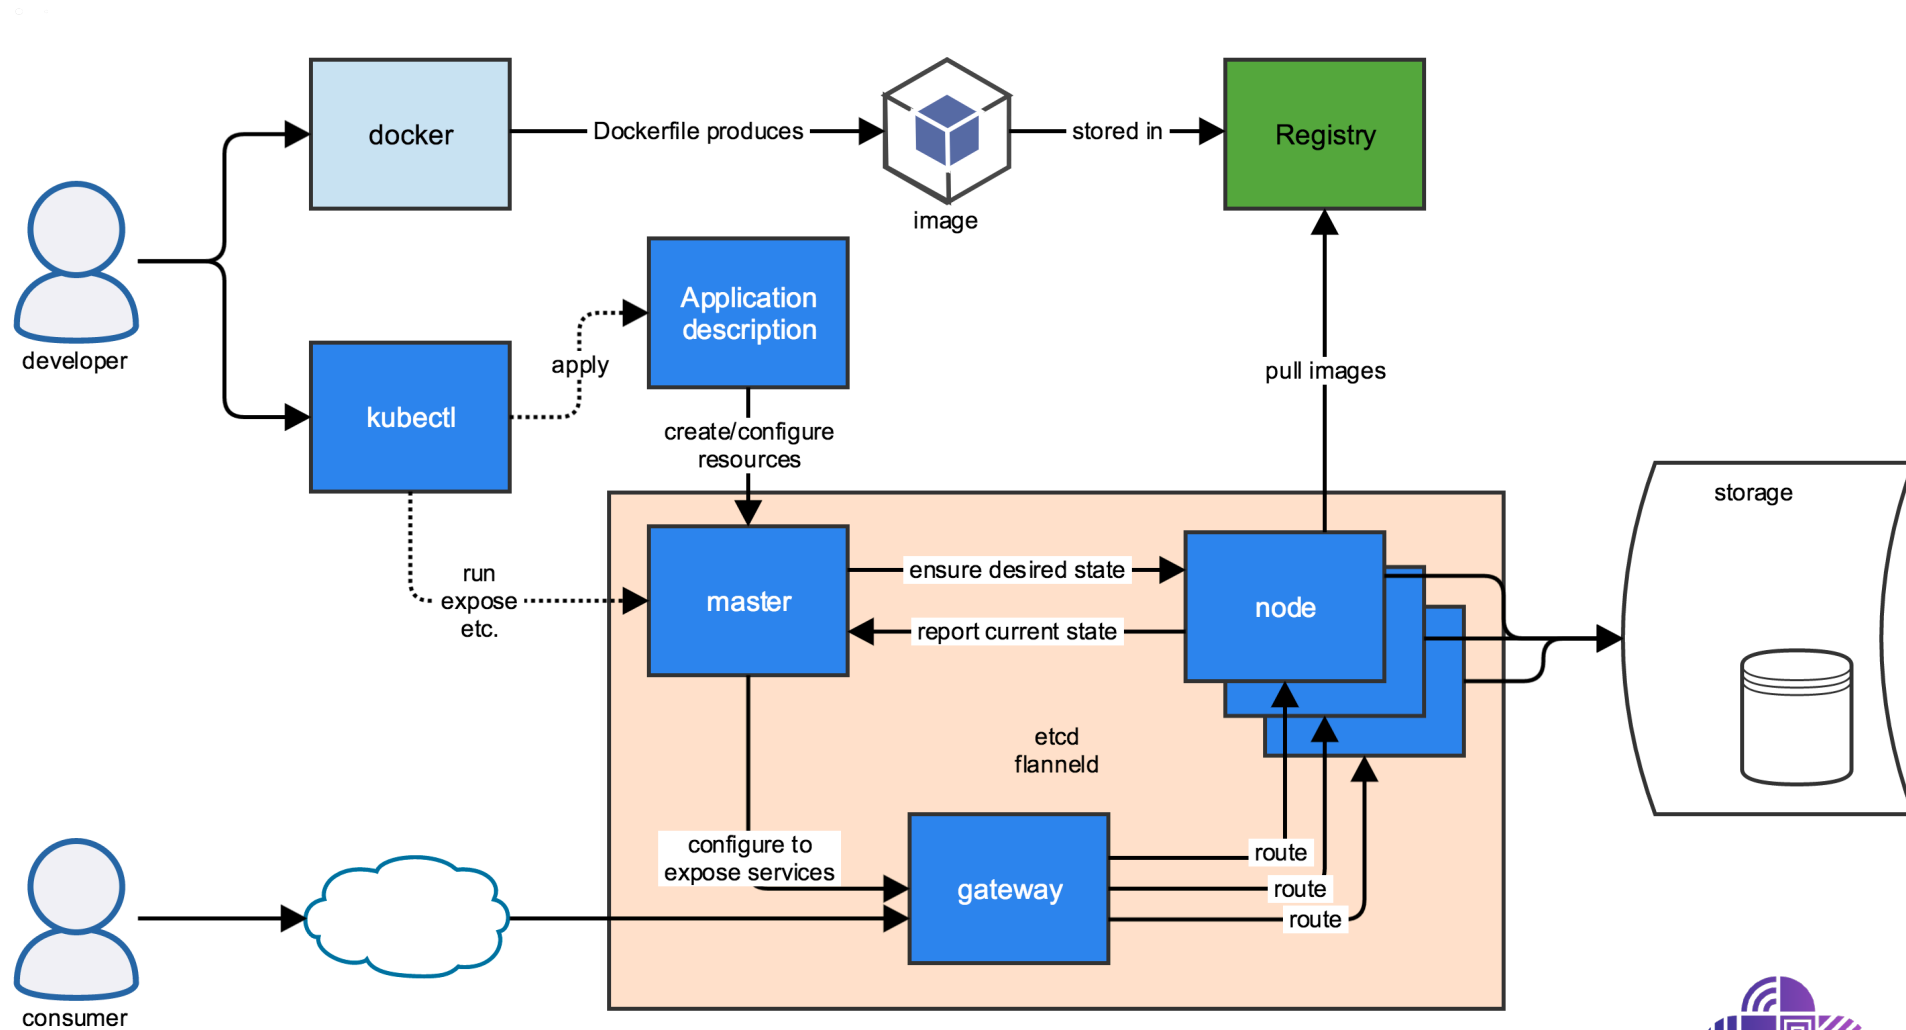 docker
Dockerfile produces
stored in
Registry
image
developer
Application
description
apply
kubectl
pull images
create/configure
resources
storage
run
expose
etc.
master
ensure desired state
report current state
node
etcd
flanneld
configure to
expose services
gateway
route
route
route
consumer